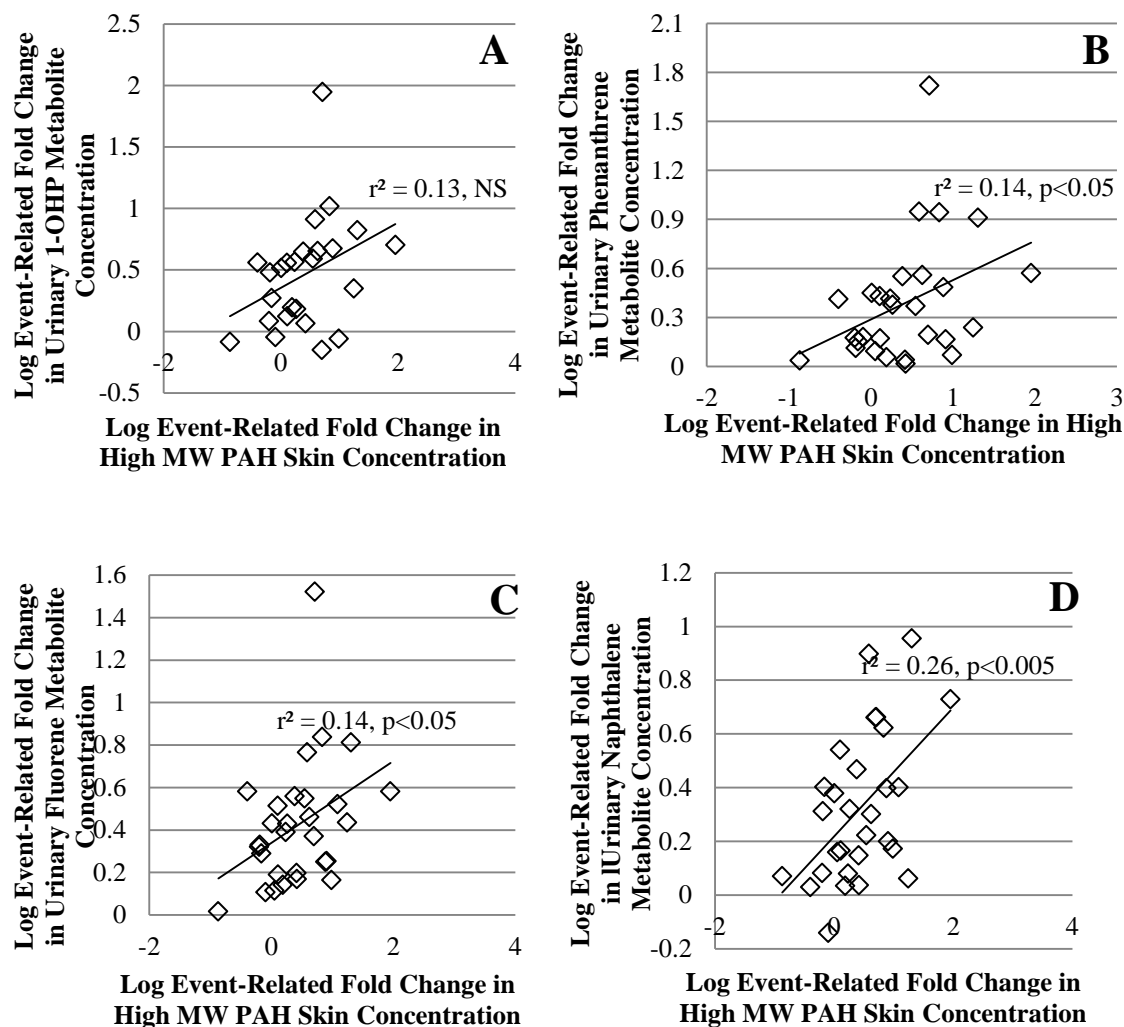 A
Log Event-Related Fold Change
in Urinary 1-OHP Metabolite
Concentration
2.5
2
1.5
1
0.5
0
-0.5
r² = 0.13, NS
-2
0
2
4
Log Event-Related Fold Change in
High MW PAH Skin Concentration
B
Log Event-Related Fold Change
in Urinary Phenanthrene
Metabolite Concentration
2.1
1.8
1.5
1.2
0.9
0.6
0.3
0
r² = 0.14, p<0.05
-2
-1
0
1
2
3
Log Event-Related Fold Change in High
MW PAH Skin Concentration
C
Log Event-Related Fold Change
in Urinary Fluorene Metabolite
Concentration
1.6
1.4
1.2
1
0.8
0.6
0.4
0.2
0
r² = 0.14, p<0.05
-2
0
2
4
Log Event-Related Fold Change in
High MW PAH Skin Concentration
D
Log Event-Related Fold Change
in lUrinary Naphthalene
Metabolite Concentration
1.2
1
0.8
0.6
0.4
0.2
0
-0.2
r² = 0.26, p<0.005
-2
0
2
4
Log Event-Related Fold Change in
High MW PAH Skin Concentration